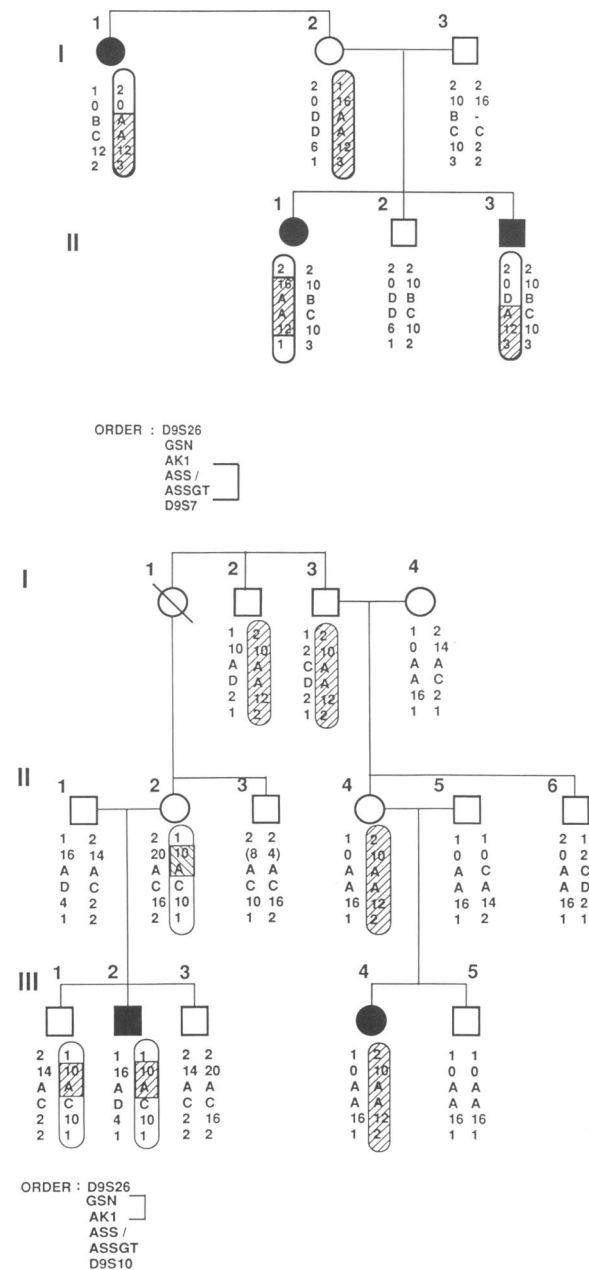 1 2 3
I
1 2 2 1 2 2
0 0 0 16 10 16
B A D A B -
C A D A C C
12 12 6 12 10 2
2 3 1 3 3 2
1 2 3
II
2 2 2 2 2 2
16 10 0 10 0 10
A B D B D B
A C D C A C
12 10 6 10 12 10
1 3 1 2 3 3
ORDER : D9S26
GSN
AK1
ASS /
ASSGT
D9S7
I
1 2 3 4
1 2 1 2 1 2
10 10 2 10 0 14
A A C A A A
D A D A A C
2 12 2 12 16 2
1 2 1 2 1 1
II
1 2 3 4 5 6
1 2 2 1 2 2 1 2 1 1 2 1
16 14 20 10 (8 4) 0 10 0 0 0 2
A A A A A A A A A C A C
D C C C C C A A A A A D
4 2 16 10 10 16 16 12 16 14 16 2
1 2 2 1 1 2 1 2 1 2 1 1
III
1 2 3 4 5
2 1 1 1 2 2 1 2 1 1
14 10 16 10 14 20 0 10 0 0
A A A A A A A A A A
C C D C C C A A A A
2 10 4 10 2 16 16 12 16 16
2 1 1 1 2 2 1 2 1 1
ORDER : D9S26
GSN
AK1
ASS /
ASSGT
D9S10